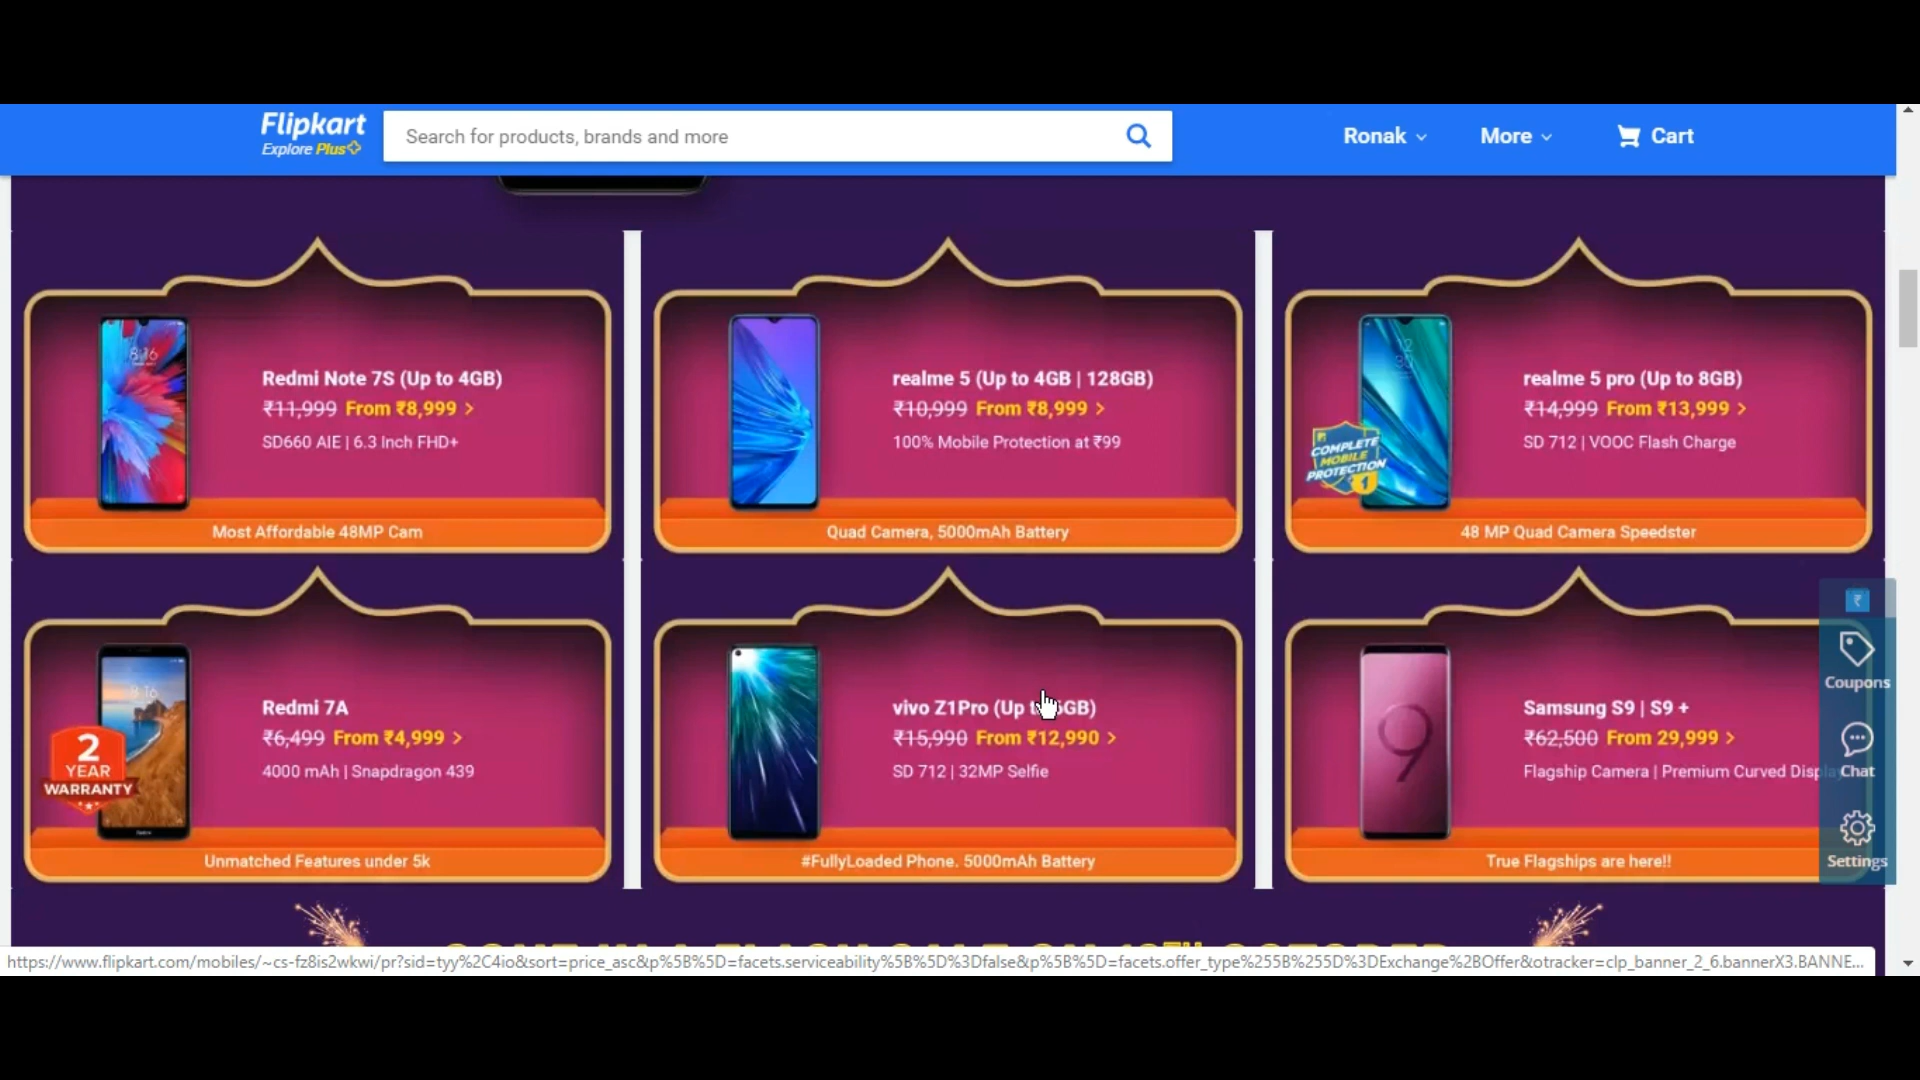 Flipkart
Explore Plus
Search for products, brands and more
Ronak
More
Cart
8:16
Redmi Note 7S (Up to 4GB)
₹11,999 From ₹8,999 >
SD660 AIE | 6.3 Inch FHD+
Most Affordable 48MP Cam
realme 5 (Up to 4GB | 128GB)
₹10,999 From ₹8,999 >
100% Mobile Protection at ₹99
Quad Camera, 5000mAh Battery
COMPLETE
MOBILE
PROTECTION
₹1
realme 5 pro (Up to 8GB)
₹14,999 From ₹13,999 >
SD 712 | VOOC Flash Charge
48 MP Quad Camera Speedster
8:16
2
YEAR
WARRANTY
Redmi 7A
₹6,499 From ₹4,999 >
4000 mAh | Snapdragon 439
Unmatched Features under 5k
vivo Z1Pro (Up GB)
₹15,990 From ₹12,990 >
SD 712 | 32MP Selfie
#FullyLoaded Phone. 5000mAh Battery
9
Samsung S9 | S9 +
₹62,500 From 29,999 >
Flagship Camera | Premium Curved Displa
True Flagships are here!!
₹
Coupons
Chat
Settings
https://www.flipkart.com/mobiles/~cs-fz8is2wkwi/pr?sid=tyy%2C4io&sort=price_asc&p%5B%5D=facets.serviceability%5B%5D%3Dfalse&p%5B%5D=facets.offer_type%255B%255D%3DExchange%2BOffer&otracker=clp_banner_2_6.bannerX3.BANNE...